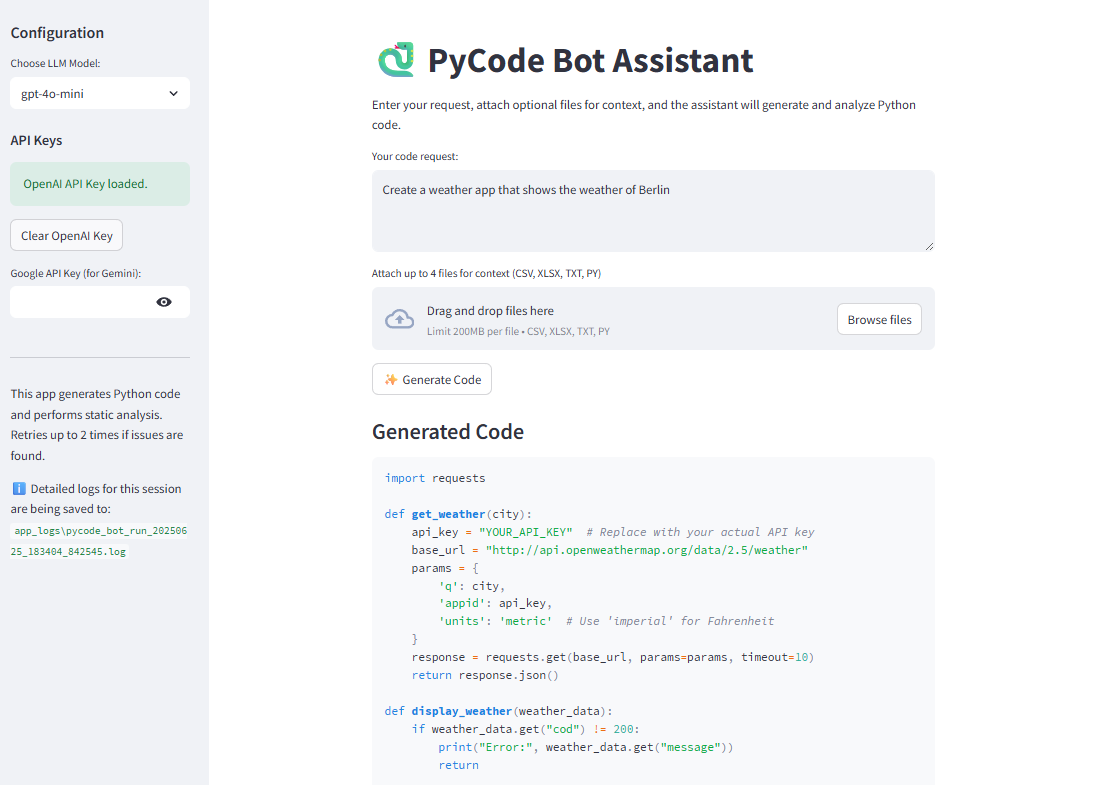 Configuration
Choose LLM Model:
gpt-4o-mini
API Keys
OpenAI API Key loaded.
Clear OpenAI Key
Google API Key (for Gemini):
This app generates Python code
and performs static analysis.
Retries up to 2 times if issues are
found.
ℹ️ Detailed logs for this session
are being saved to:
app_logs\pycode_bot_run_202506
25_183404_842545.log
PyCode Bot Assistant
Enter your request, attach optional files for context, and the assistant will generate and analyze Python
code.
Your code request:
Create a weather app that shows the weather of Berlin
Attach up to 4 files for context (CSV, XLSX, TXT, PY)
Drag and drop files here
Limit 200MB per file • CSV, XLSX, TXT, PY
Browse files
✨ Generate Code
Generated Code
import requests
def get_weather(city):
    api_key = "YOUR_API_KEY"  # Replace with your actual API key
    base_url = "http://api.openweathermap.org/data/2.5/weather"
    params = {
        'q': city,
        'appid': api_key,
        'units': 'metric'  # Use 'imperial' for Fahrenheit
    }
    response = requests.get(base_url, params=params, timeout=10)
    return response.json()
def display_weather(weather_data):
    if weather_data.get("cod") != 200:
        print("Error:", weather_data.get("message"))
        return